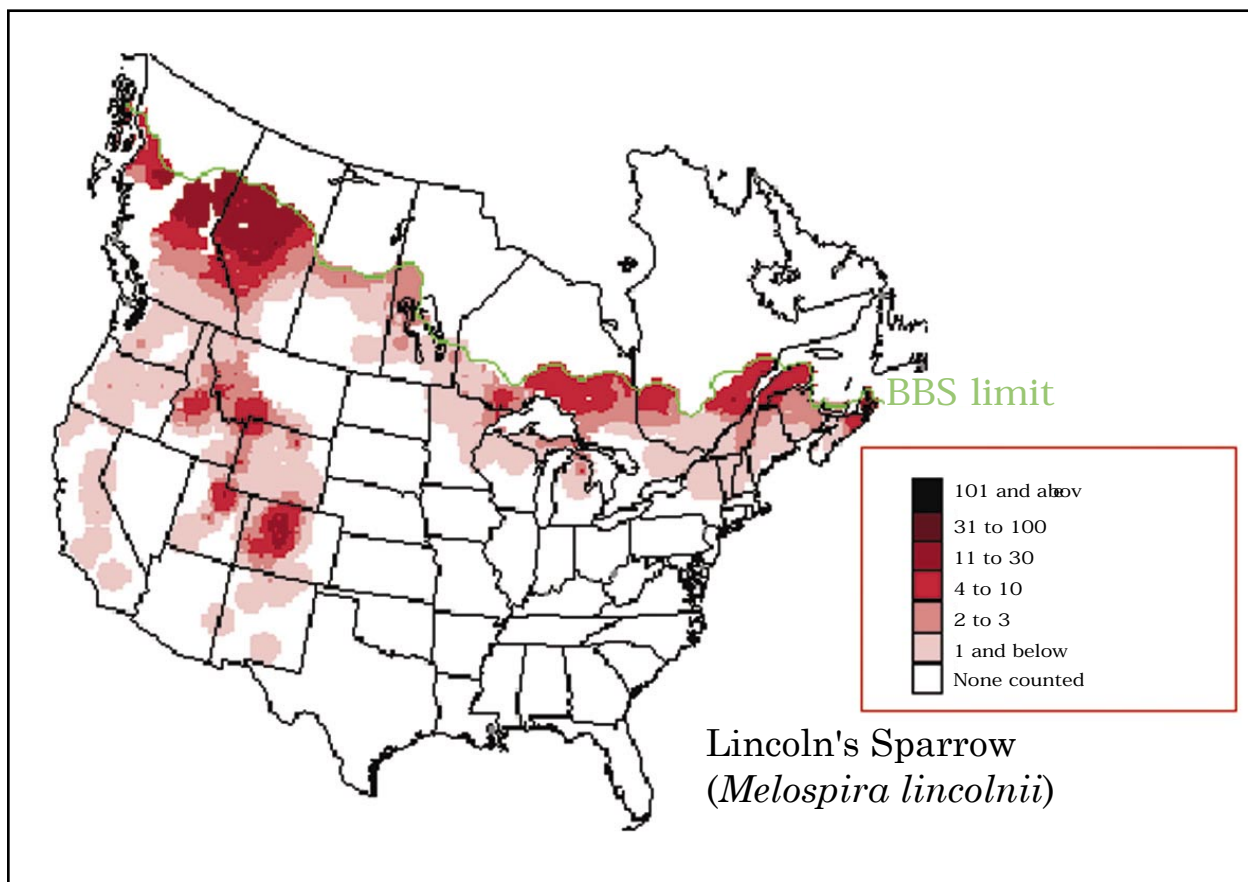 BBS limit
101 and abeov
31 to 100
11 to 30
4 to 10
2 to 3
1 and below
None counted
Lincoln's Sparrow
(Melospira lincolnii)